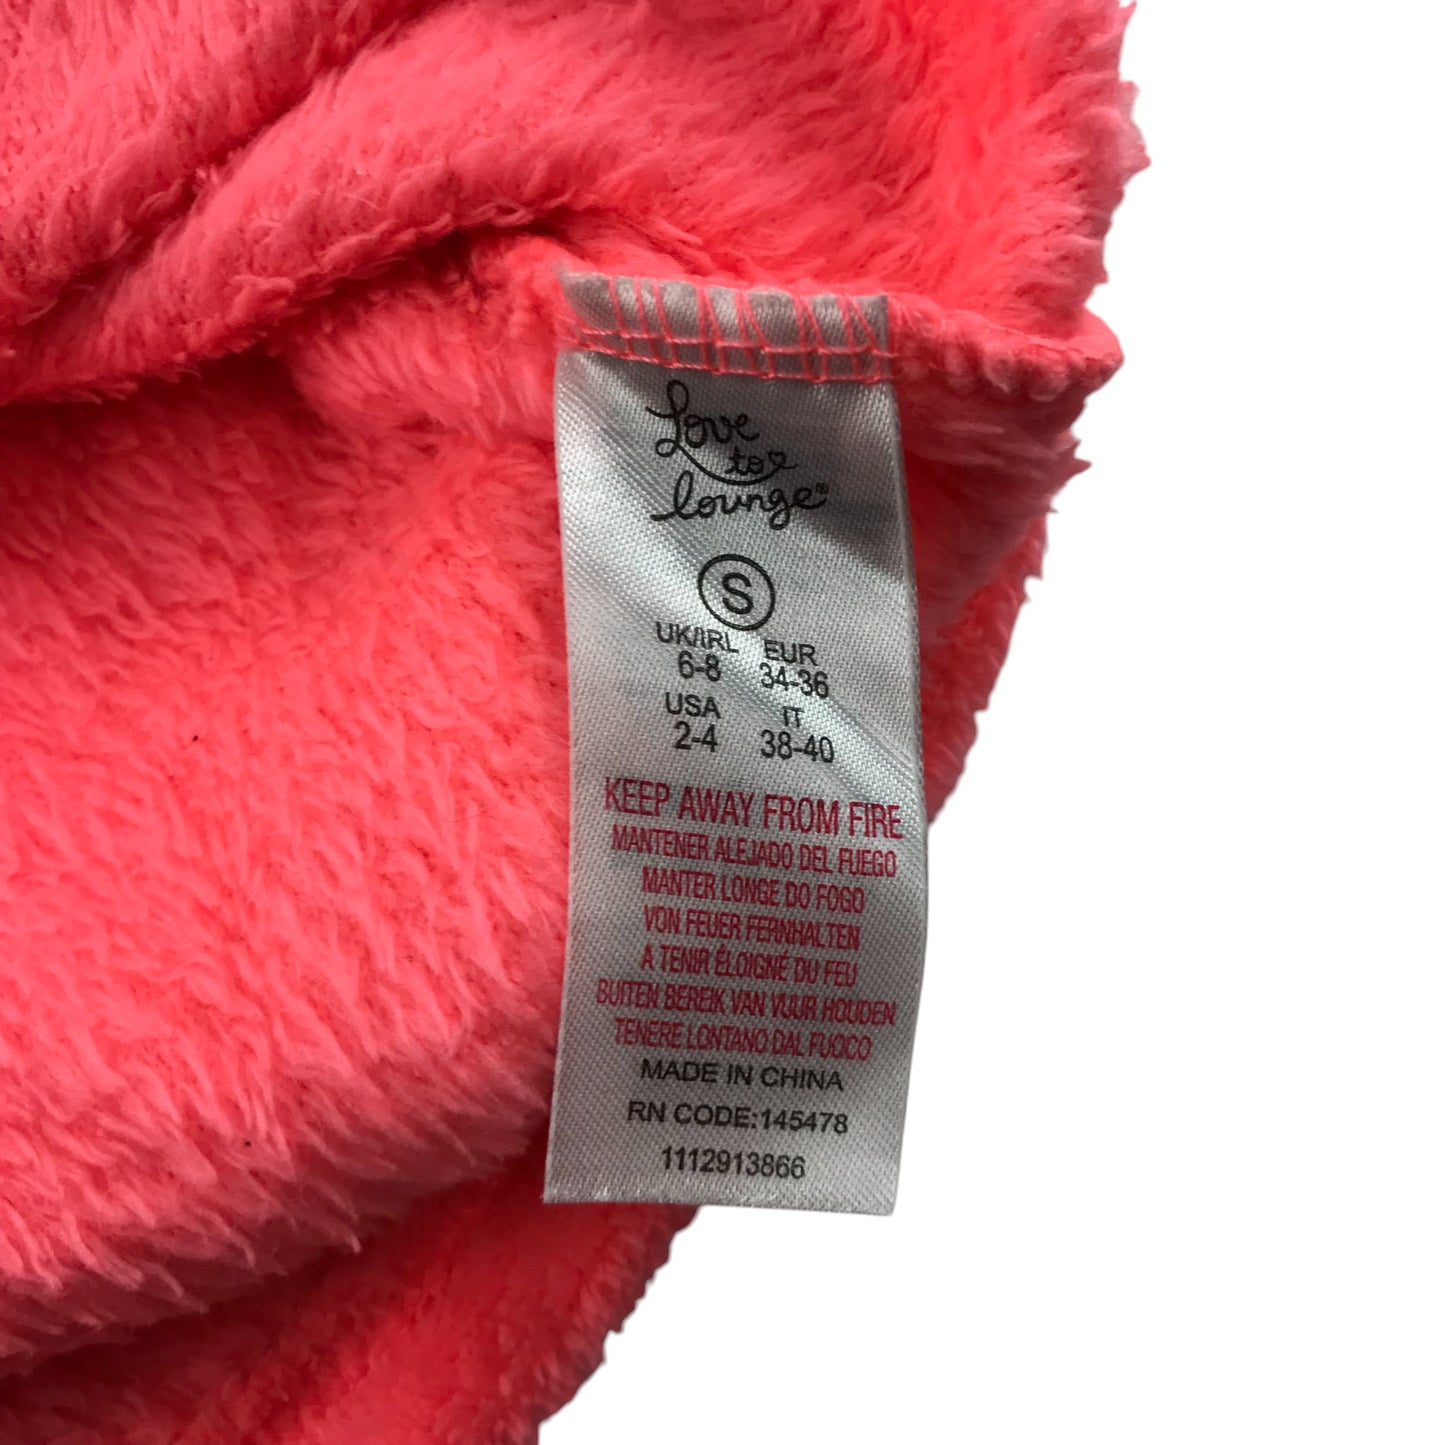 Love
to
lounge®
S
UK/IRL EUR
6-8 34-36
USA IT
2-4 38-40
KEEP AWAY FROM FIRE
MANTENER ALEJADO DEL FUEGO
MANTER LONGE DO FOGO
VON FEUER FERNHALTEN
A TENIR ÉLOIGNÉ DU FEU
BUITEN BEREIK VAN VUUR HOUDEN
TENERE LONTANO DAL FUOCO
MADE IN CHINA
RN CODE:145478
1112913866